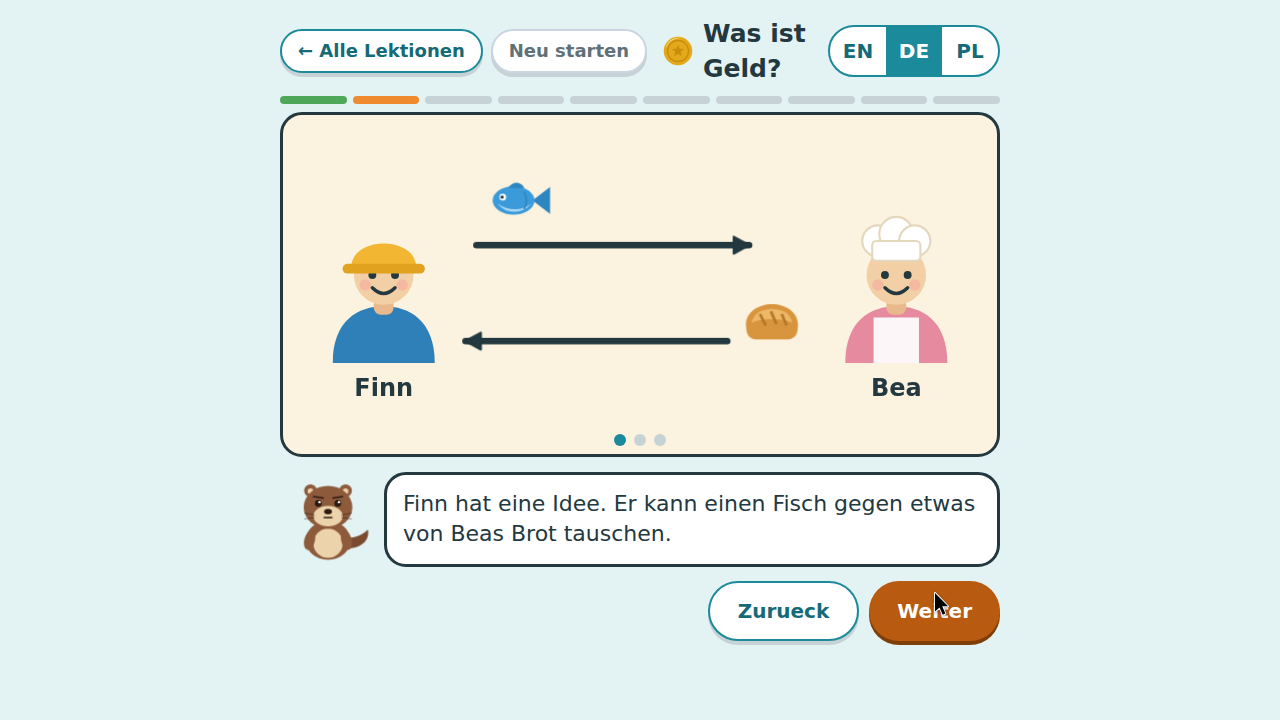 ← Alle Lektionen
Neu starten
Was ist
Geld?
EN DE PL
Finn
Bea
Finn hat eine Idee. Er kann einen Fisch gegen etwas
von Beas Brot tauschen.
Zurueck
Weiter